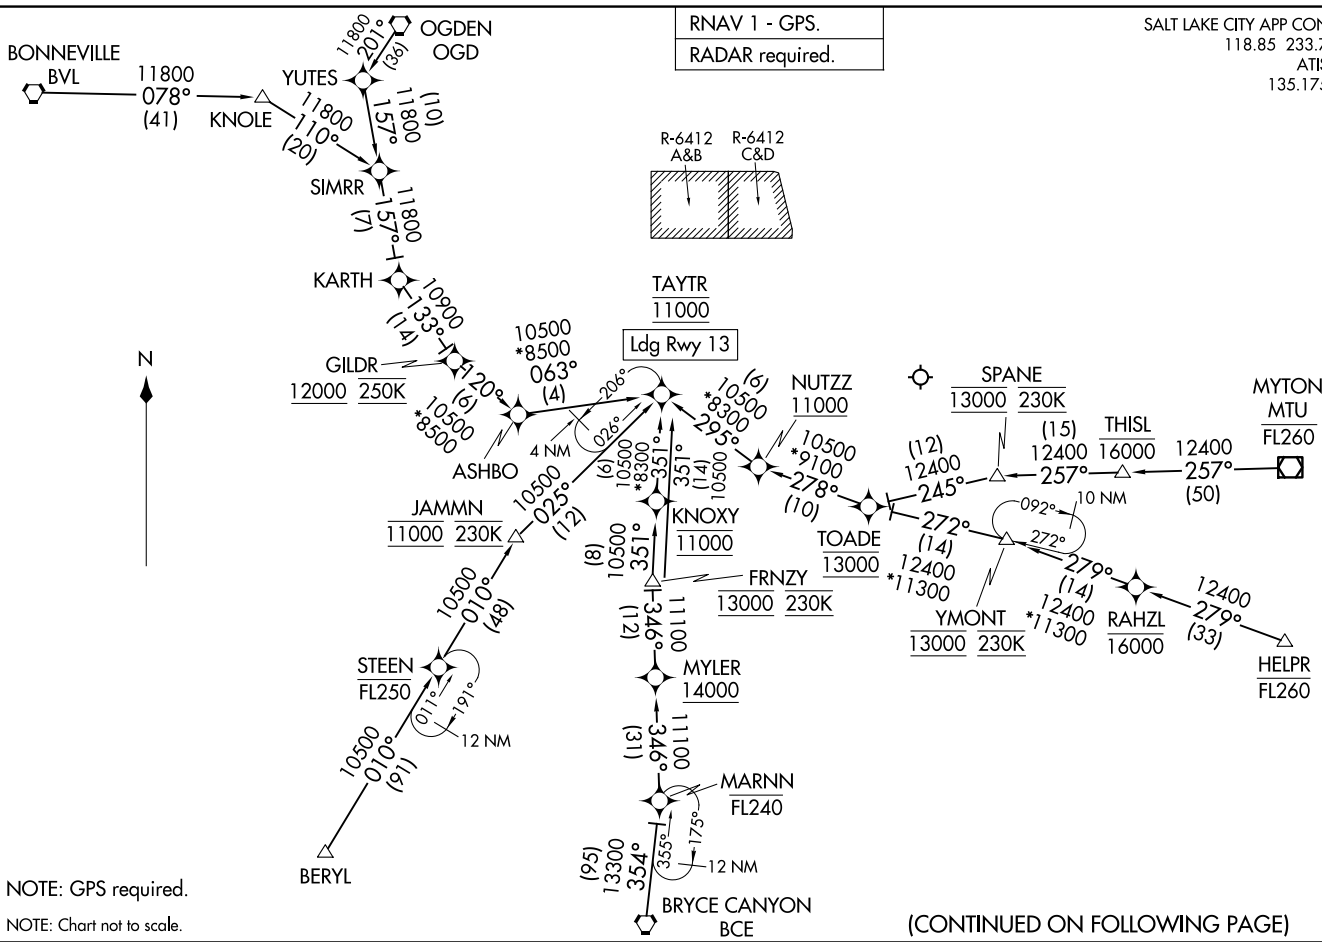 RNAV 1 - GPS.
RADAR required.
SALT LAKE CITY APP CON
118.85 233.7
ATIS
135.175
BONNEVILLE
BVL
11800
078°
(41)
KNOLE
11800
110°
(20)
OGDEN
OGD
11800
201°
(36)
YUTES
(10)
11800
157°
SIMRR
11800
157°
(7)
KARTH
10900
133°
(14)
GILDR
12000 250K
120°
(6)
10500
*8500
ASHBO
10500
*8500
063°
(4)
R-6412
A&B
R-6412
C&D
TAYTR
11000
Ldg Rwy 13
206°
026°
4 NM
N
JAMMN
11000 230K
10500
025°
(12)
10500
010°
(48)
STEEN
FL250
011°
191°
12 NM
10500
010°
(91)
BERYL
(6)
10500
*8300
351°
351°
(14)
10500
KNOXY
11000
(8)
10500
351°
FRNZY
13000 230K
11100
346°
(12)
MYLER
14000
11100
346°
(31)
MARNN
FL240
355°
175°
12 NM
(95)
13300
354°
BRYCE CANYON
BCE
(6)
10500
*8300
295°
NUTZZ
11000
10500
*9100
278°
(10)
TOADE
13000
(12)
12400
245°
SPANE
13000 230K
(15)
12400
257°
THISL
16000
12400
257°
(50)
MYTON
MTU
FL260
272°
(14)
12400
*11300
092°
272°
10 NM
YMONT
13000 230K
279°
(14)
12400
*11300
RAHZL
16000
12400
279°
(33)
HELPR
FL260
NOTE: GPS required.
NOTE: Chart not to scale.
(CONTINUED ON FOLLOWING PAGE)